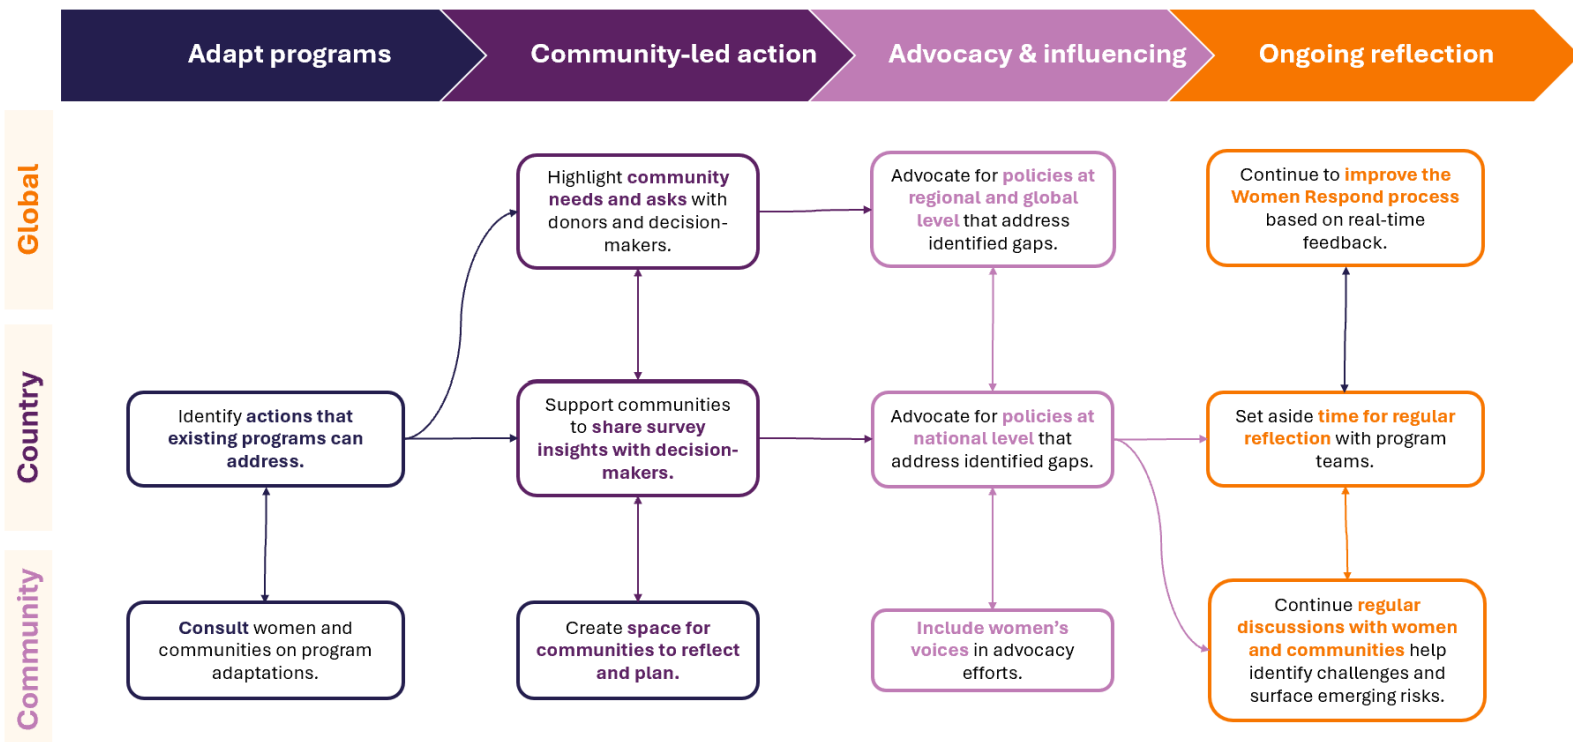 Adapt programs
Community-led action
Advocacy & influencing
Ongoing reflection
Global
Highlight community
needs and asks with
donors and decision-
makers.
Advocate for policies at
regional and global
level that address
identified gaps.
Continue to improve the
Women Respond process
based on real-time
feedback.
Country
Identify actions that
existing programs can
address.
Support communities
to share survey
insights with decision-
makers.
Advocate for policies at
national level that
address identified gaps.
Set aside time for regular
reflection with program
teams.
Community
Consult women and
communities on program
adaptations.
Create space for
communities to reflect
and plan.
Include women’s
voices in advocacy
efforts.
Continue regular
discussions with women
and communities help
identify challenges and
surface emerging risks.